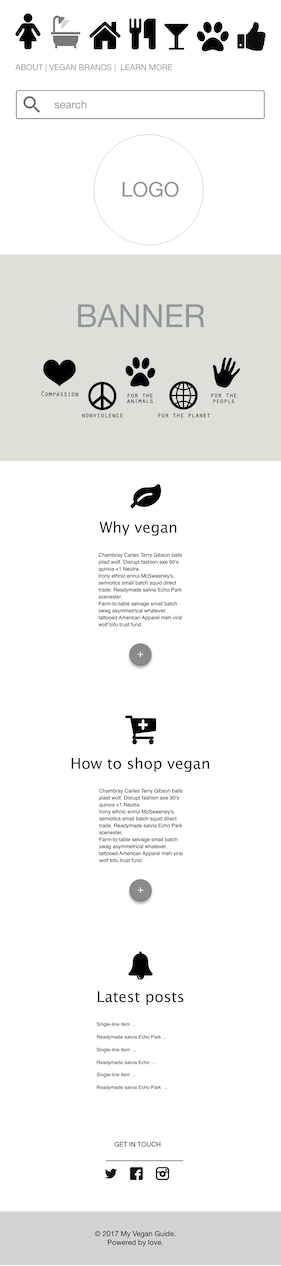 ABOUT | VEGAN BRANDS | LEARN MORE
search
LOGO
BANNER
COMPASSION
NONVIOLENCE
FOR THE
ANIMALS
FOR THE PLANET
FOR THE
PEOPLE
Why vegan
Chambray Carles Terry Gibson balls
plaid wolf. Disrupt fashion axe 90's
quinoa +1 Neutra.
Irony ethnic ennui McSweeney's,
semiotics small batch squid direct
trade. Readymade salvia Echo Park
scenester.
Farm-to-table selvage small batch
swag asymmetrical whatever,
tattooed American Apparel meh viral
wolf tofu trust fund.
+
How to shop vegan
Chambray Carles Terry Gibson balls
plaid wolf. Disrupt fashion axe 90's
quinoa +1 Neutra.
Irony ethnic ennui McSweeney's,
semiotics small batch squid direct
trade. Readymade salvia Echo Park
scenester.
Farm-to-table selvage small batch
swag asymmetrical whatever,
tattooed American Apparel meh viral
wolf tofu trust fund.
+
Latest posts
Single-line item ...
Readymade salvia Echo Park ...
Single-line item ...
Readymade salvia Echo ...
Single-line item ...
Readymade salvia Echo Park ...
GET IN TOUCH
© 2017 My Vegan Guide.
Powered by love.